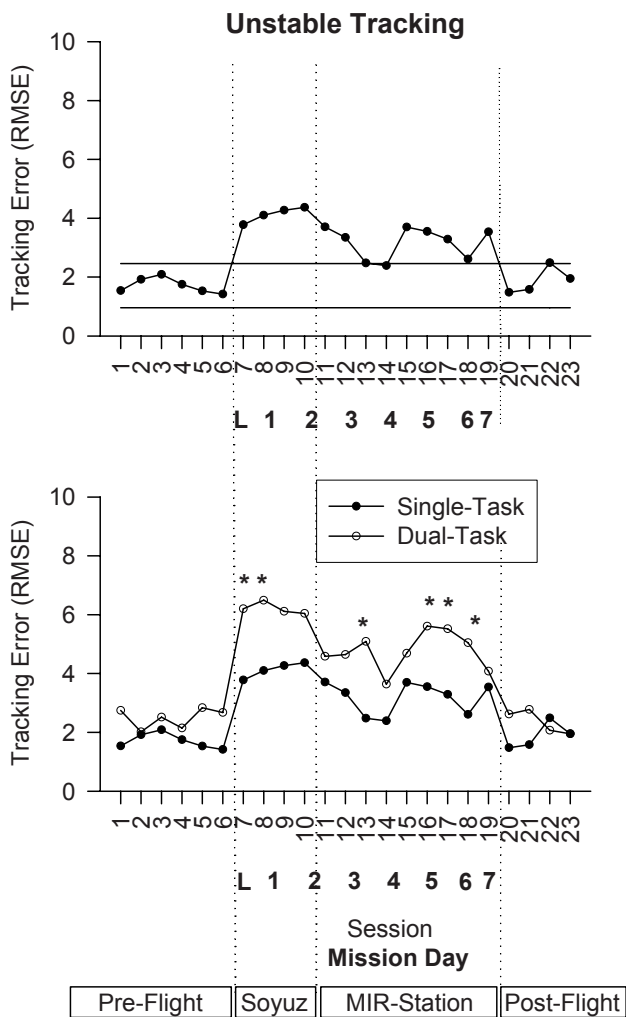 Unstable Tracking
Tracking Error (RMSE)
10
8
6
4
2
0
1 2 3 4 5 6 7 8 9 10 11 12 13 14 15 16 17 18 19 20 21 22 23
L 1 2 3 4 5 6 7
Tracking Error (RMSE)
10
8
6
4
2
0
Single-Task
Dual-Task
* * * * * *
1 2 3 4 5 6 7 8 9 10 11 12 13 14 15 16 17 18 19 20 21 22 23
L 1 2 3 4 5 6 7
Session
Mission Day
Pre-Flight Soyuz MIR-Station Post-Flight